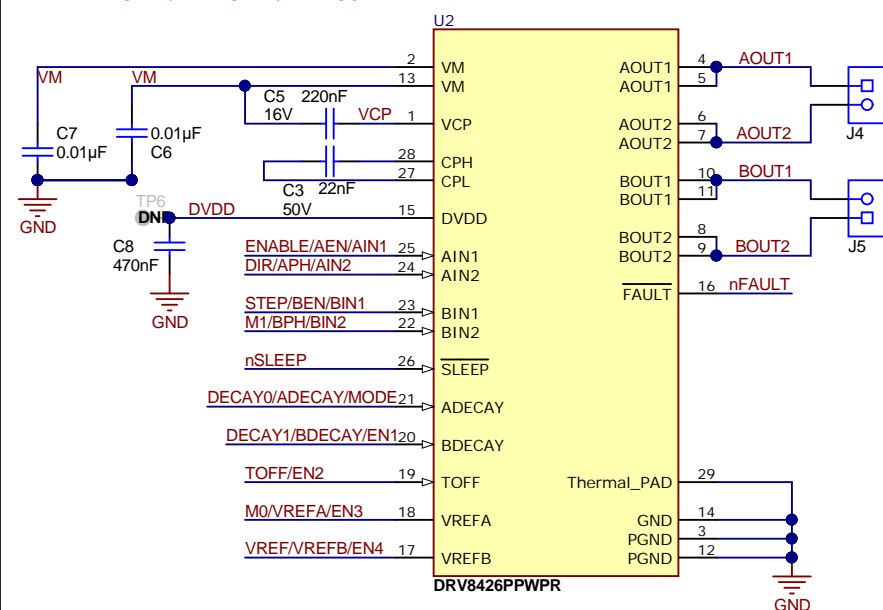 U2
VM
VM
C7
0.01µF
0.01µF
C6
GND
C5
16V
220nF
VCP
C3
50V
22nF
TP6
DN
DVDD
C8
470nF
GND
ENABLE/AEN/AIN1
DIR/APH/AIN2
STEP/BEN/BIN1
M1/BPH/BIN2
nSLEEP
DECAY0/ADECAY/MODE
DECAY1/BDECAY/EN1
TOFF/EN2
M0/VREFA/EN3
VREF/VREFB/EN4
2 VM
13 VM
1 VCP
28 CPH
27 CPL
15 DVDD
25 AIN1
24 AIN2
23 BIN1
22 BIN2
26 SLEEP
21 ADECAY
20 BDECAY
19 TOFF
18 VREFA
17 VREFB
AOUT1 4
AOUT1 5
AOUT2 6
AOUT2 7
BOUT1 10
BOUT1 11
BOUT2 8
BOUT2 9
FAULT 16
Thermal_PAD 29
GND 14
PGND 3
PGND 12
DRV8426PPWPR
AOUT1
AOUT2
J4
BOUT1
BOUT2
J5
nFAULT
GND